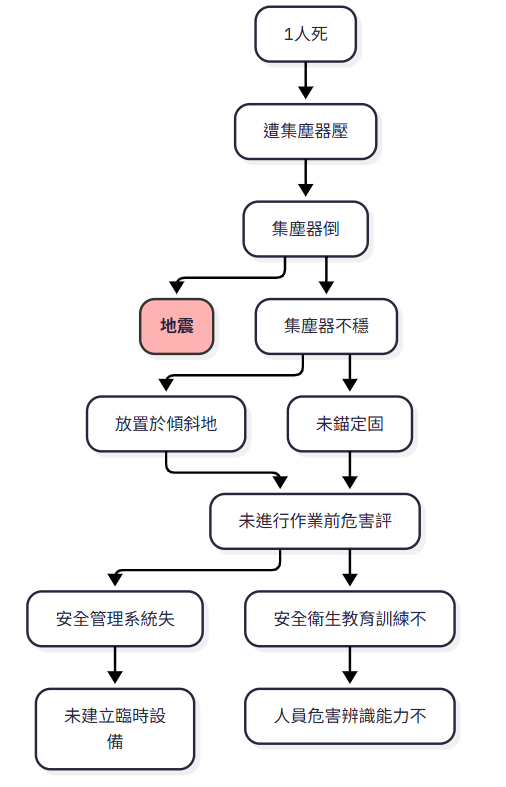 1人死
遭集塵器壓
集塵器倒
地震
集塵器不穩
放置於傾斜地
未錨定固
未進行作業前危害評
安全管理系統失
安全衛生教育訓練不
未建立臨時設
備
人員危害辨識能力不